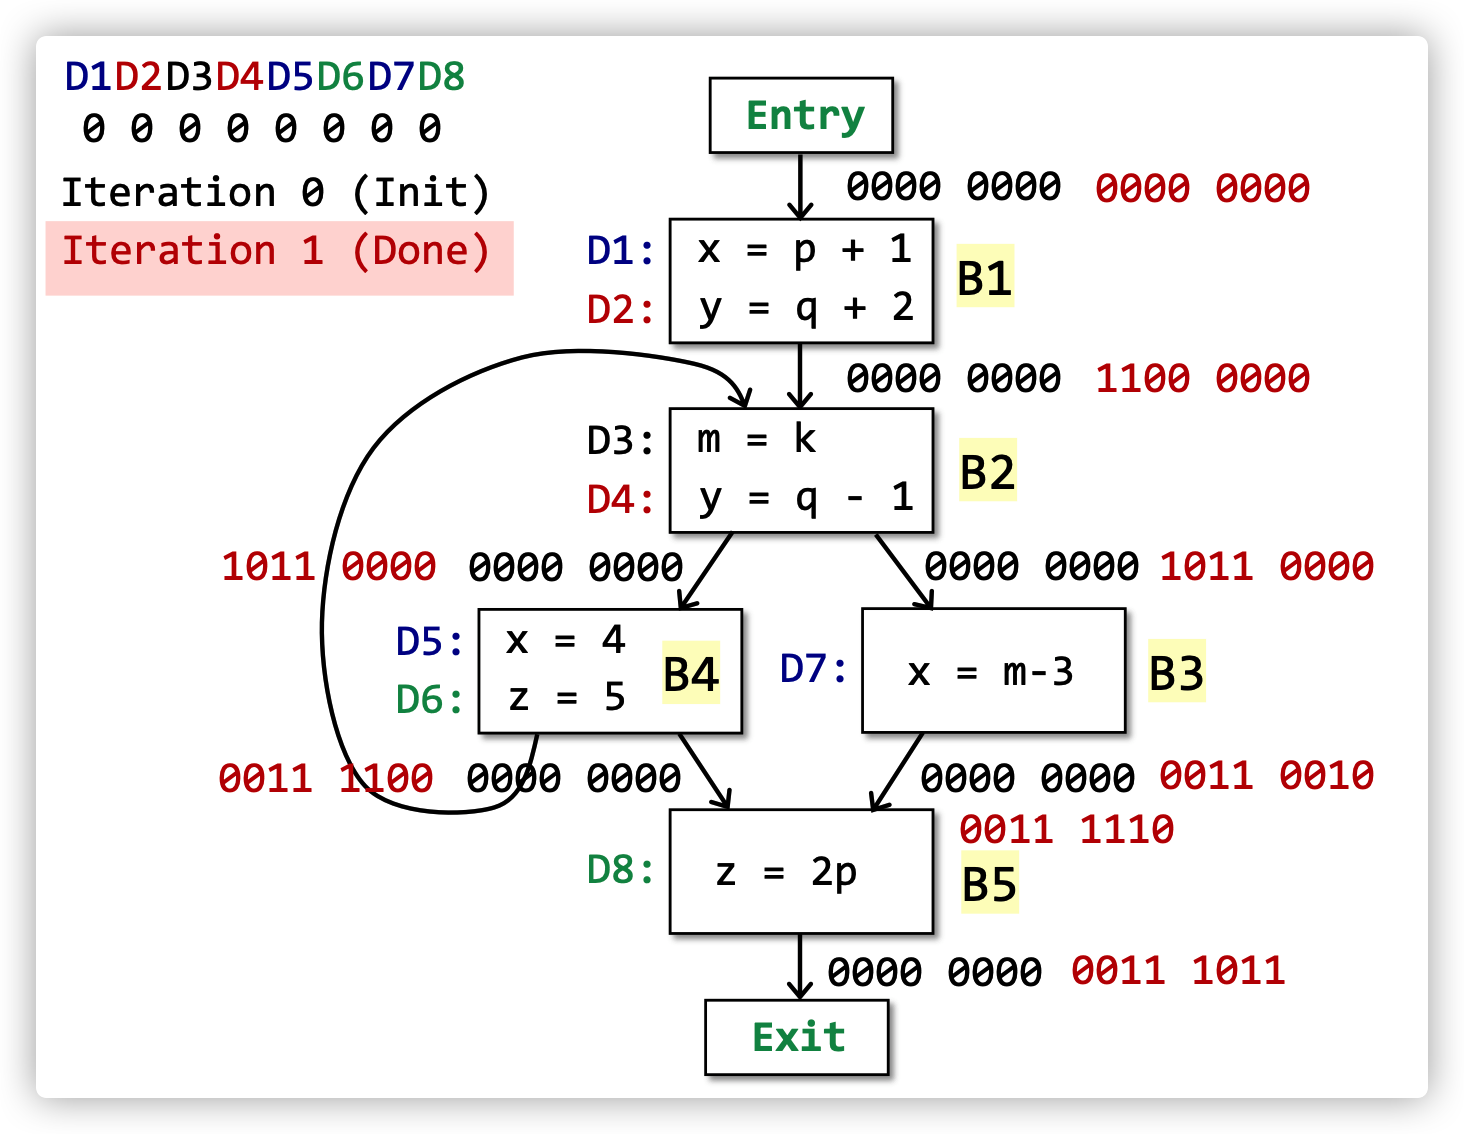 D1D2D3D4D5D6D7D8
0 0 0 0 0 0 0 0
Iteration 0 (Init)
Iteration 1 (Done)
Entry
0000 0000 0000 0000
D1: x = p + 1
D2: y = q + 2
B1
0000 0000 1100 0000
D3: m = k
D4: y = q - 1
B2
1011 0000 0000 0000
0000 0000 1011 0000
D5: x = 4
D6: z = 5
B4
D7: x = m-3
B3
0011 1100 0000 0000
0000 0000 0011 0010
0011 1110
D8: z = 2p
B5
0000 0000 0011 1011
Exit